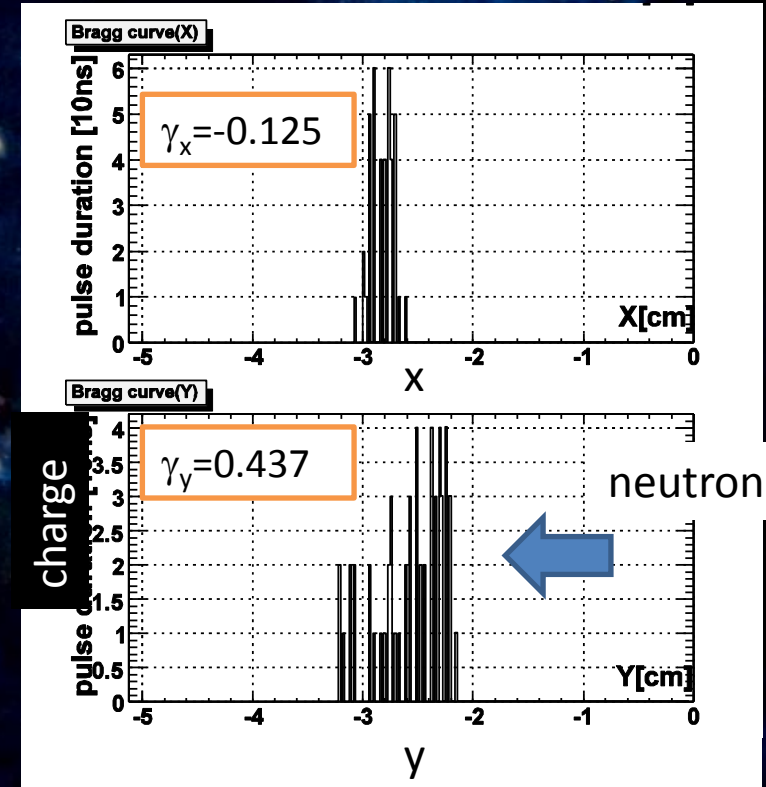 Bragg curve(X)
pulse duration [10ns]
6
5
4
3
2
1
0
γx=-0.125
X[cm]
-5 -4 -3 -2 -1 0
x
Bragg curve(Y)
charge
pulse
4
3.5
3
2.5
2
1.5
1
0.5
0
γy=0.437
neutron
Y[cm]
-5 -4 -3 -2 -1 0
y